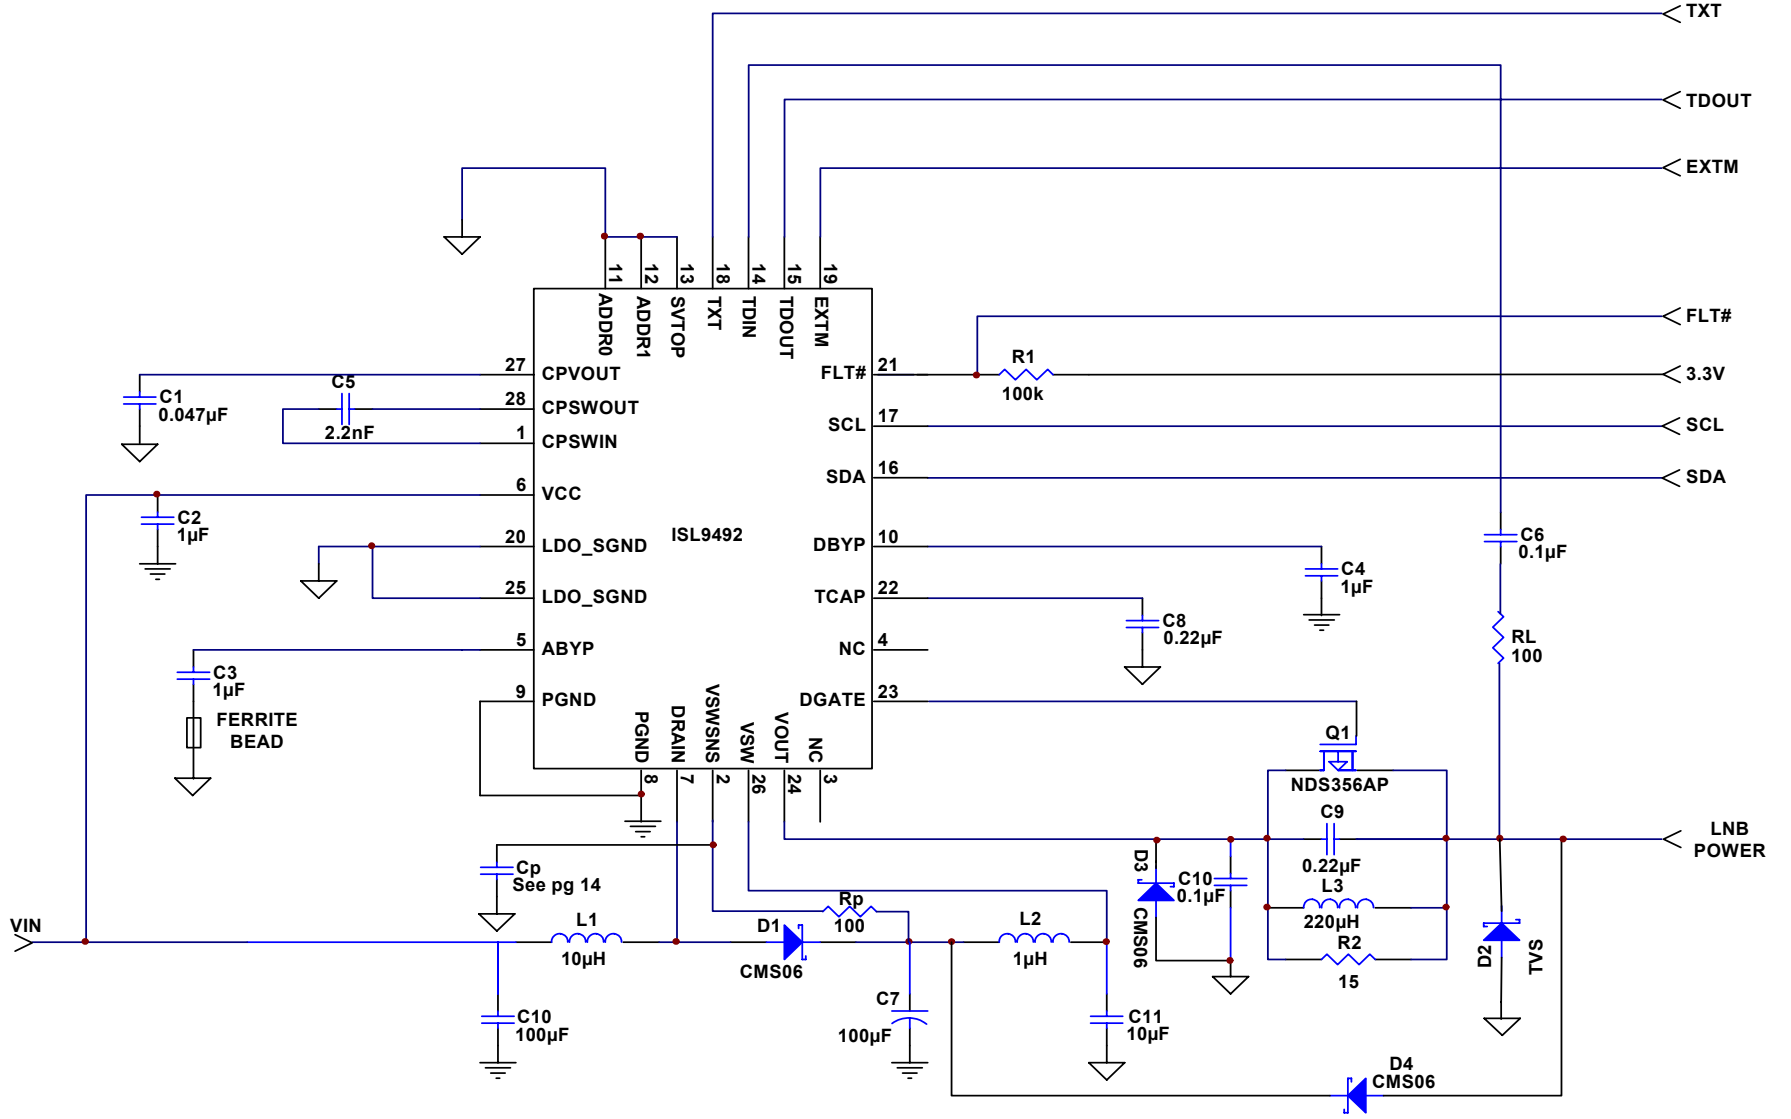 TXT
TDOUT
EXTM
11 12 13 18 14 15 19
ADDR0 ADDR1 SVTOP TXT TDIN TDOUT EXTM
FLT#
27 CPVOUT
FLT# 21
R1
100k
3.3V
C1
0.047µF
C5
2.2nF
28 CPSWOUT
1 CPSWIN
SCL 17
SCL
SDA 16
SDA
6 VCC
C2
1µF
ISL9492
20 LDO_SGND
DBYP 10
C6
0.1µF
C4
1µF
25 LDO_SGND
TCAP 22
C8
0.22µF
5 ABYP
NC 4
RL
100
C3
1µF
FERRITE
BEAD
9 PGND
DGATE 23
PGND DRAIN VSWSNS VSW VOUT NC
8 7 2 26 24 3
Q1
NDS356AP
C9
0.22µF
LNB
POWER
Cp
See pg 14
D3
CMS06
C10
0.1µF
L3
220µH
R2
15
D2
TVS
VIN
L1
10µH
D1
CMS06
Rp
100
L2
1µH
C10
100µF
C7
100µF
C11
10µF
D4
CMS06